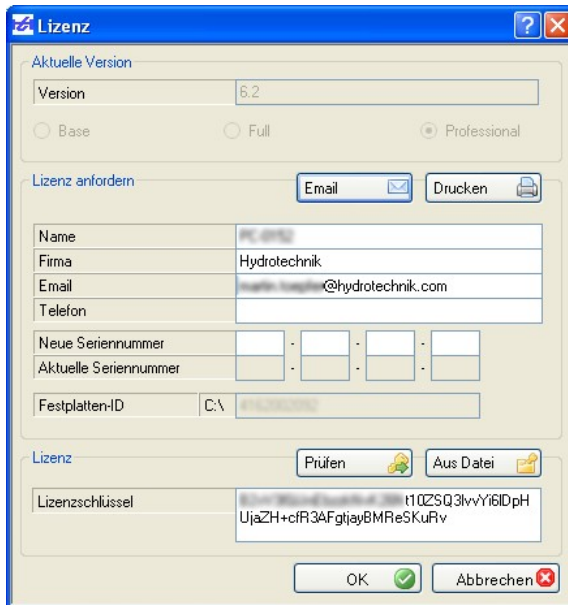 Lizenz
Aktuelle Version
Version 6.2
Base Full Professional
Lizenz anfordern Email Drucken
Name
Firma Hydrotechnik
Email @hydrotechnik.com
Telefon
Neue Seriennummer - - -
Aktuelle Seriennummer - - -
Festplatten-ID C:\
Lizenz Prüfen Aus Datei
Lizenzschlüssel t10ZSQ3lvvYi6lDpH
UjaZH+cfR3AFgtjayBMReSKuRv
OK Abbrechen